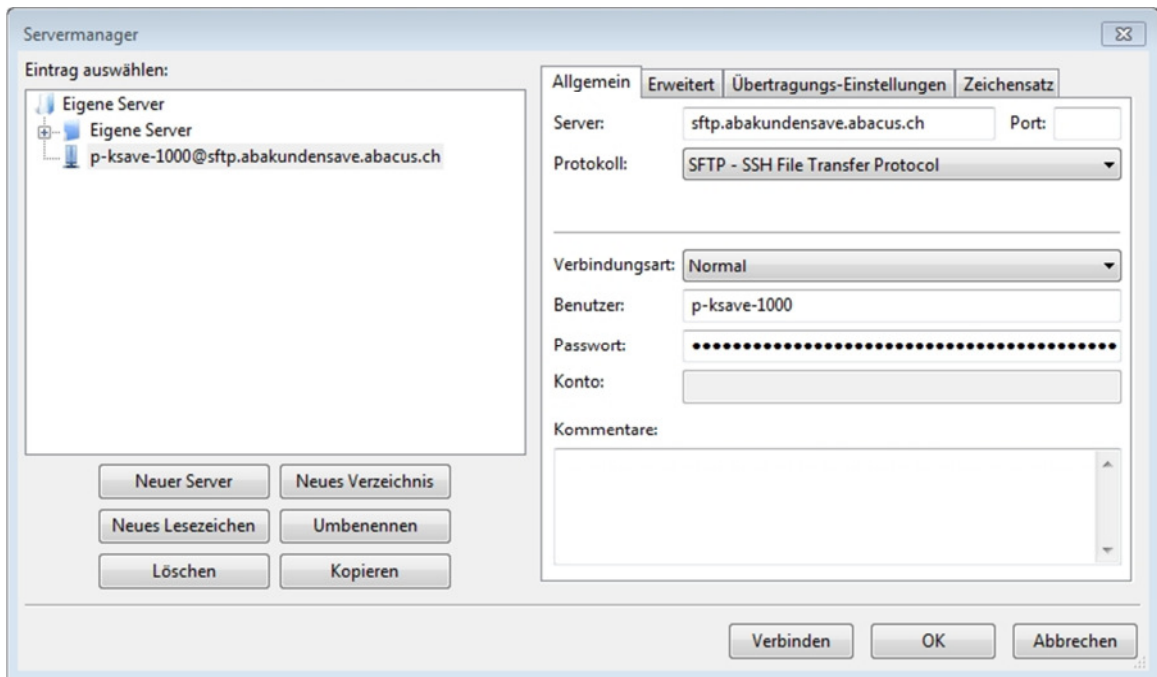 Servermanager
Eintrag auswählen:
Eigene Server
Eigene Server
p-ksave-1000@sftp.abakundensave.abacus.ch
Neuer Server
Neues Verzeichnis
Neues Lesezeichen
Umbenennen
Löschen
Kopieren
Allgemein Erweitert Übertragungs-Einstellungen Zeichensatz
Server: sftp.abakundensave.abacus.ch Port:
Protokoll: SFTP - SSH File Transfer Protocol
Verbindungsart: Normal
Benutzer: p-ksave-1000
Passwort: ••••••••••••••••••••••••••••••••••••••••••
Konto:
Kommentare:
Verbinden OK Abbrechen